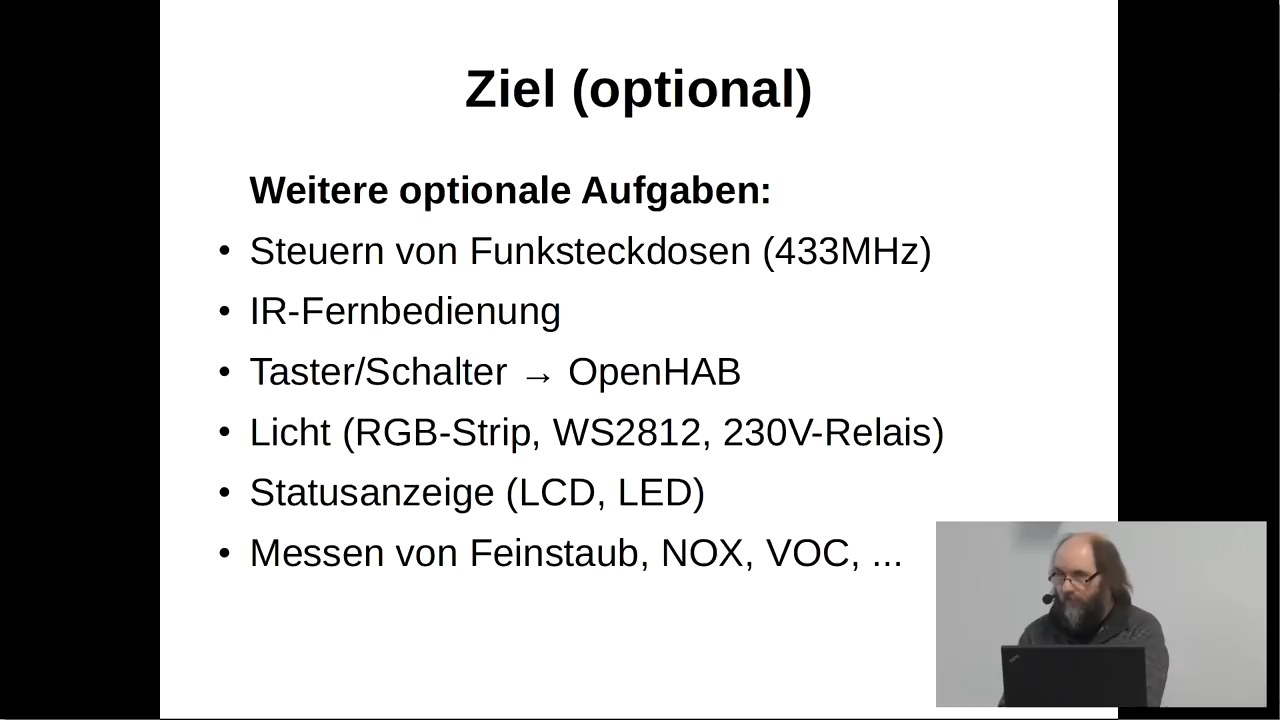 Ziel (optional)
Weitere optionale Aufgaben:
• Steuern von Funksteckdosen (433MHz)
• IR-Fernbedienung
• Taster/Schalter → OpenHAB
• Licht (RGB-Strip, WS2812, 230V-Relais)
• Statusanzeige (LCD, LED)
• Messen von Feinstaub, NOX, VOC, ...